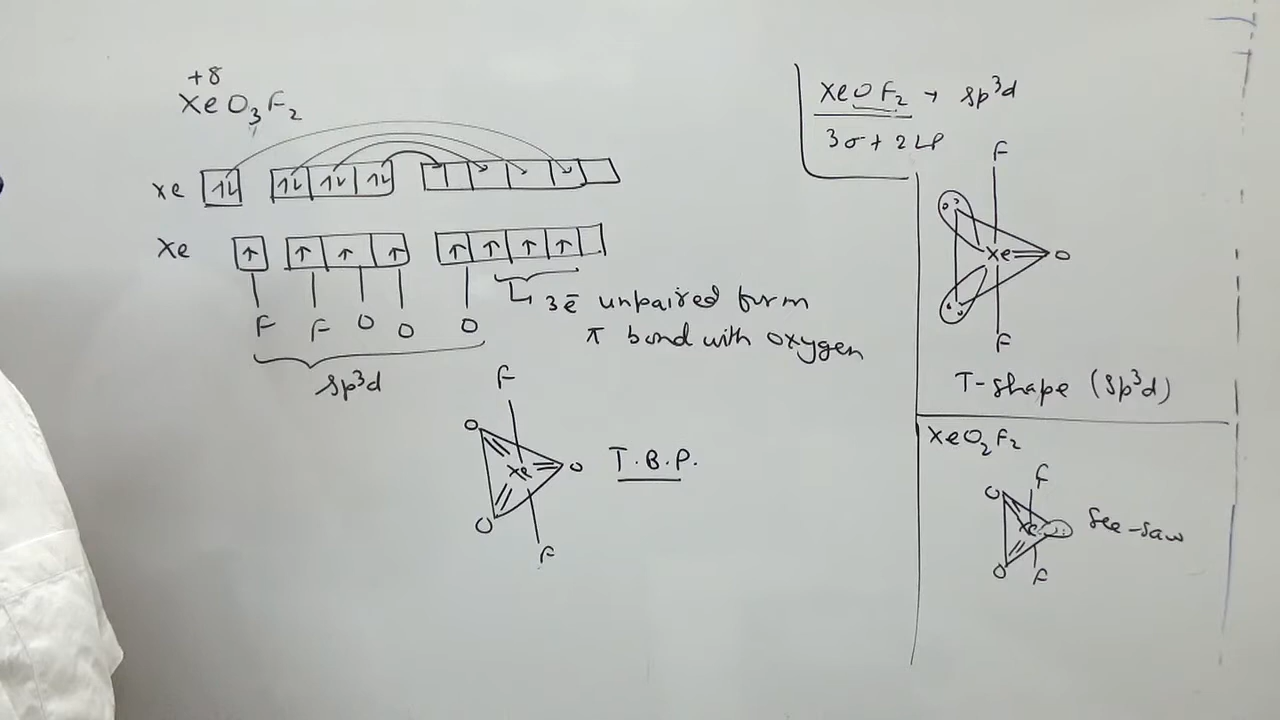 +8
XeO₃F₂
Xe ⥮ ⥮ ⥮ ⥮
Xe ↑ ↑ ↑ ↑ ↑ ↑ ↑ ↑
F F O O O
sp³d
3ē unpaired form
π bond with oxygen
F
O
Xe
O
O
F
T.B.P.
XeOF₂ → sp³d
3σ + 2LP
F
Xe
O
F
T-shape (sp³d)
XeO₂F₂
F
O
Xe
O
F
See-saw